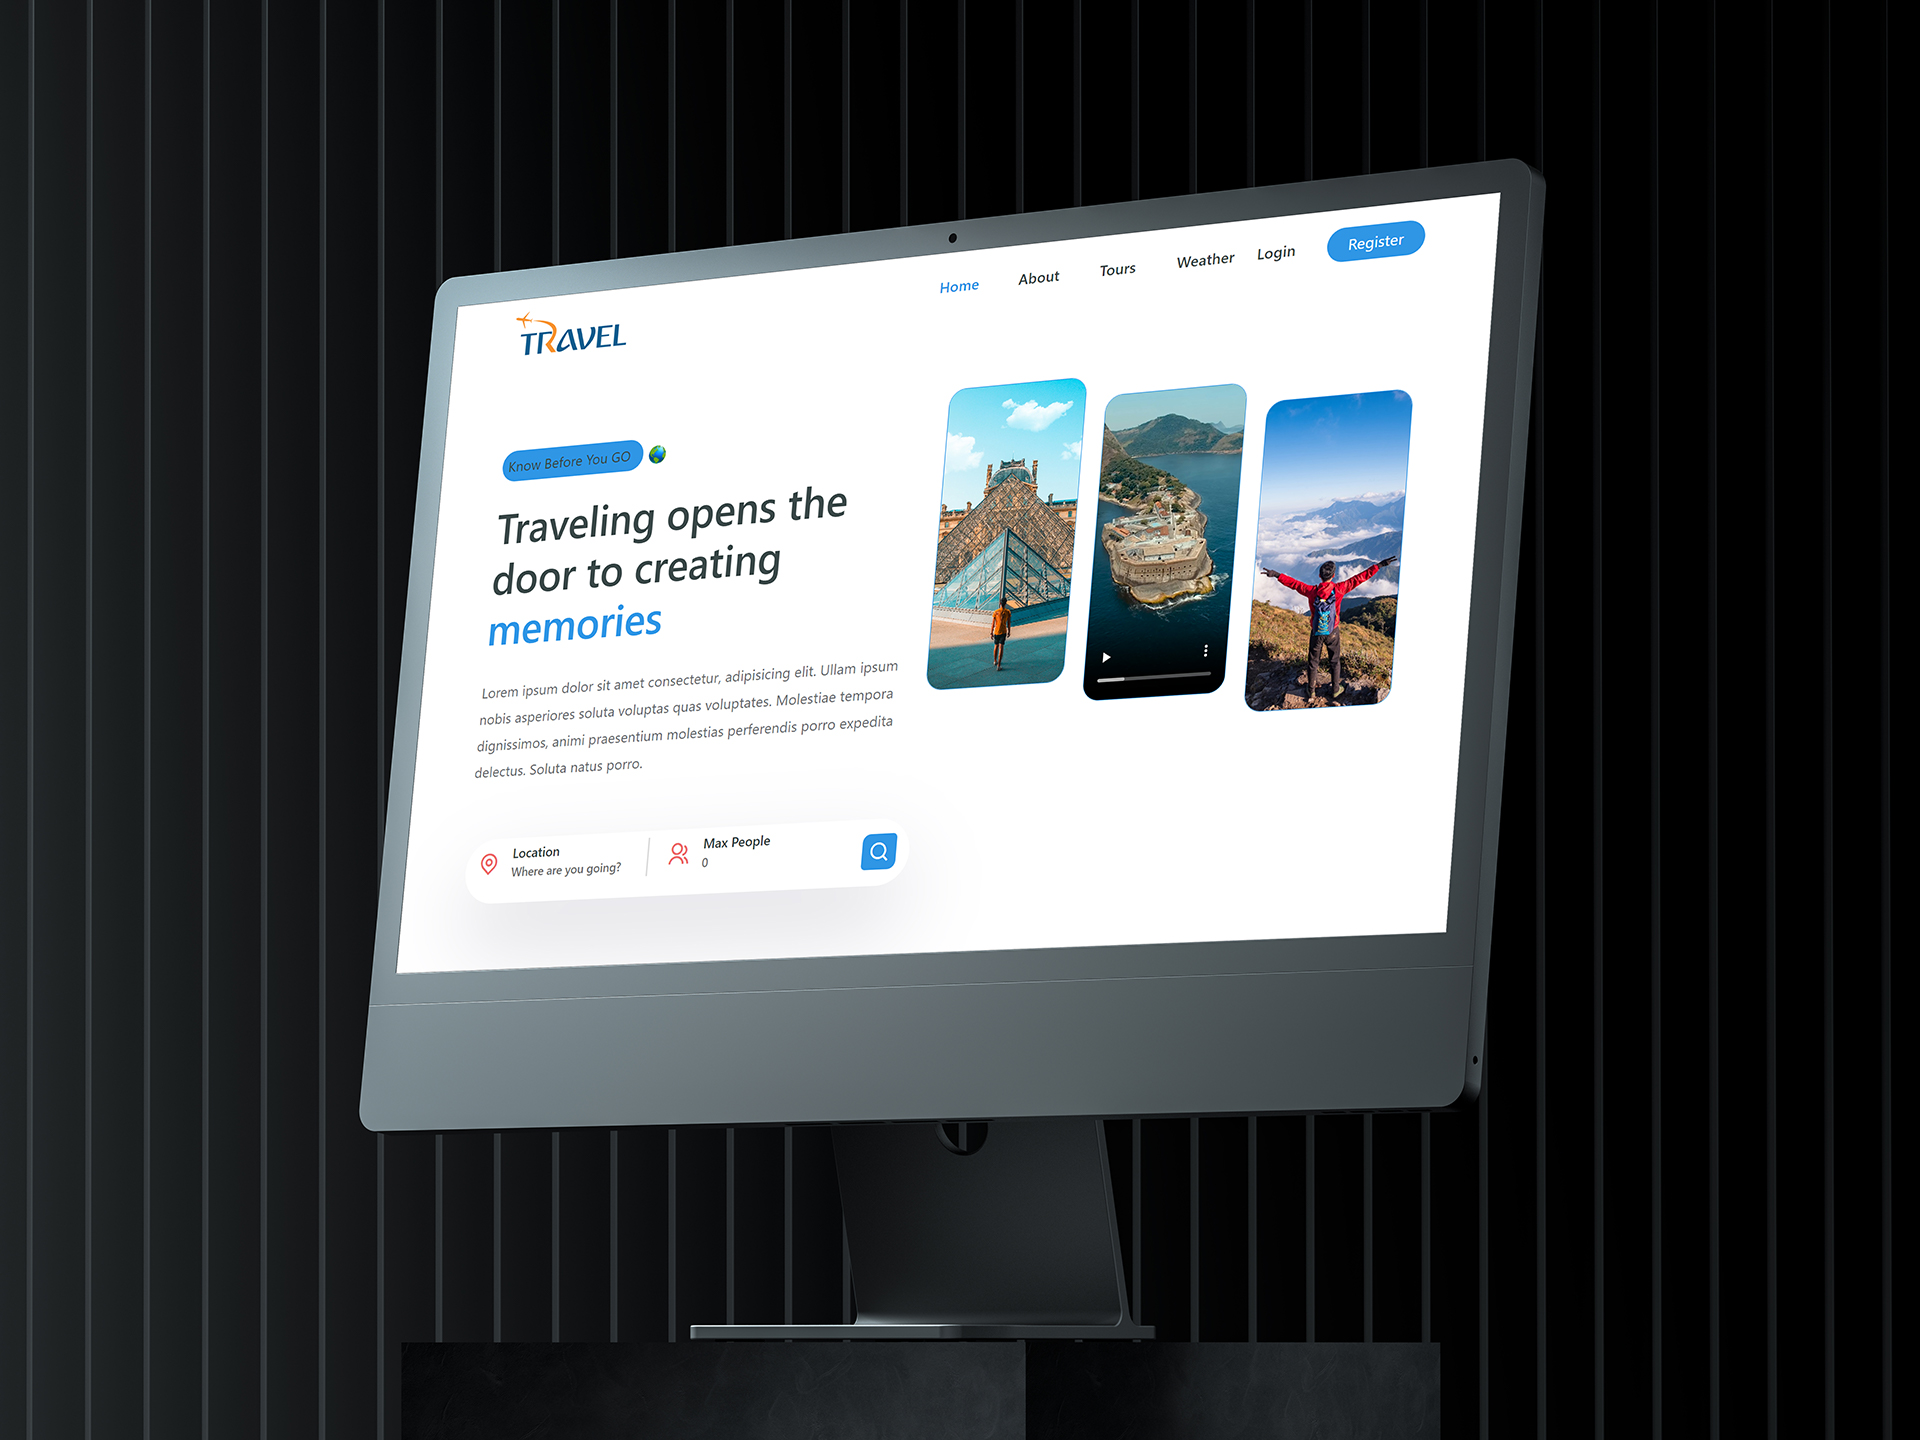 Home
About
Tours
Weather
Login
Register
TRAVEL
Know Before You GO
Traveling opens the
door to creating
memories
Lorem ipsum dolor sit amet consectetur, adipisicing elit. Ullam ipsum
nobis asperiores soluta voluptas quas voluptates. Molestiae tempora
dignissimos, animi praesentium molestias perferendis porro expedita
delectus. Soluta natus porro.
Location
Where are you going?
Max People
0